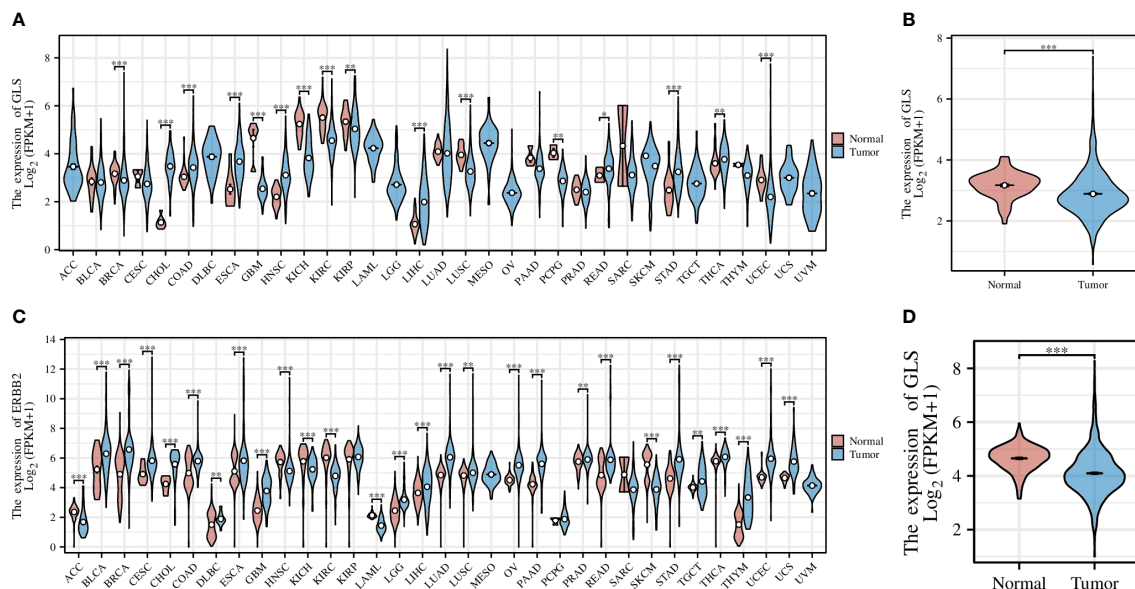 A
The expression of GLS
Log2 (FPKM+1)
8
6
4
2
0
*** *** *** *** *** *** *** *** ** *** *** ** * *** ** ***
ACC BLCA BRCA CESC CHOL COAD DLBC ESCA GBM HNSC KICH KIRC KIRP LAML LGG LIHC LUAD LUSC MESO OV PAAD PCPG PRAD READ SARC SKCM STAD TGCT THCA THYM UCEC UCS UVM
Normal
Tumor
B
The expression of GLS
Log2 (FPKM+1)
8
6
4
2
***
Normal Tumor
C
The expression of ERBB2
Log2 (FPKM+1)
14
12
10
8
6
4
2
0
*** *** *** *** *** *** ** *** *** *** *** *** *** *** *** *** ** *** *** ** *** *** *** ** *** *** *** ***
ACC BLCA BRCA CESC CHOL COAD DLBC ESCA GBM HNSC KICH KIRC KIRP LAML LGG LIHC LUAD LUSC MESO OV PAAD PCPG PRAD READ SARC SKCM STAD TGCT THCA THYM UCEC UCS UVM
Normal
Tumor
D
The expression of GLS
Log2 (FPKM+1)
8
6
4
2
***
Normal Tumor